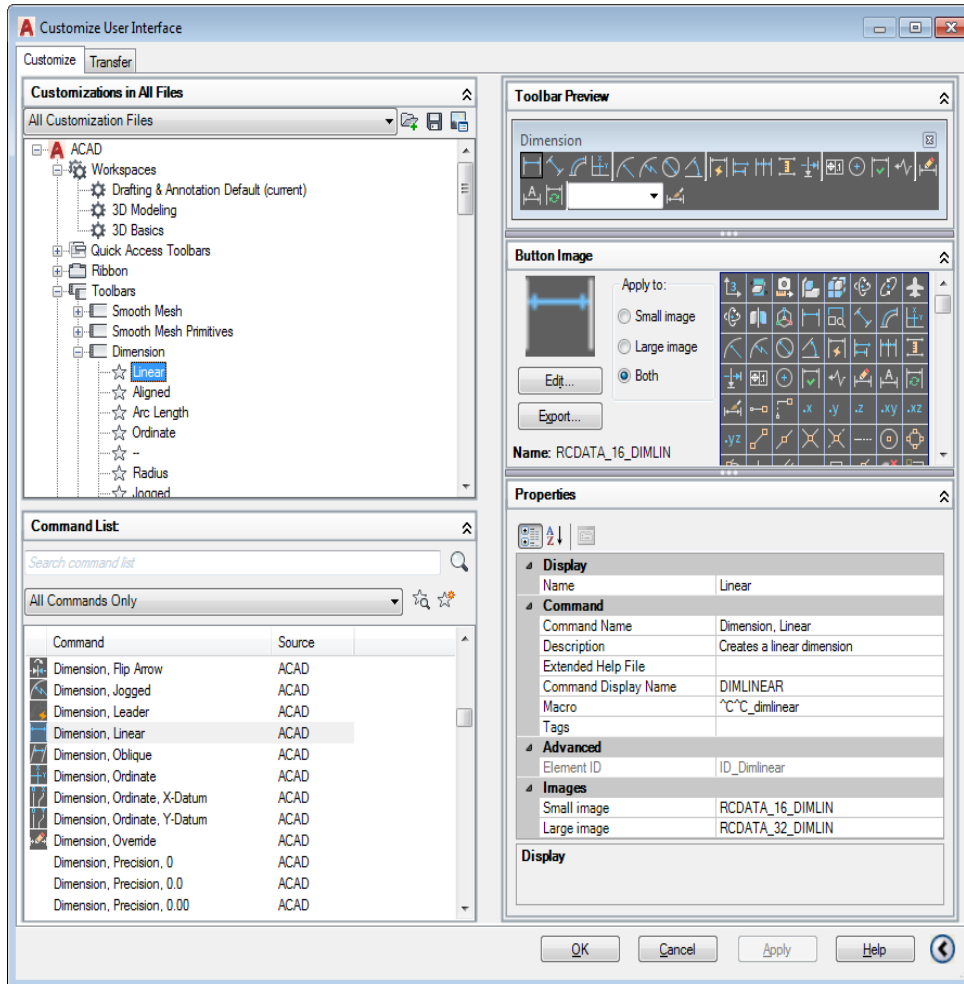 Customize User Interface
Customize
Transfer
Customizations in All Files
All Customization Files
ACAD
Workspaces
Drafting & Annotation Default (current)
3D Modeling
3D Basics
Quick Access Toolbars
Ribbon
Toolbars
Smooth Mesh
Smooth Mesh Primitives
Dimension
Linear
Aligned
Arc Length
Ordinate
--
Radius
Jogged
Command List:
Search command list
All Commands Only
Command Source
Dimension, Flip Arrow ACAD
Dimension, Jogged ACAD
Dimension, Leader ACAD
Dimension, Linear ACAD
Dimension, Oblique ACAD
Dimension, Ordinate ACAD
Dimension, Ordinate, X-Datum ACAD
Dimension, Ordinate, Y-Datum ACAD
Dimension, Override ACAD
Dimension, Precision, 0 ACAD
Dimension, Precision, 0.0 ACAD
Dimension, Precision, 0.00 ACAD
Toolbar Preview
Dimension
Button Image
Apply to:
Small image
Large image
Both
Edit...
Export...
Name: RCDATA_16_DIMLIN
.x .y .z .xy .xz
.yz
Properties
Display
Name Linear
Command
Command Name Dimension, Linear
Description Creates a linear dimension
Extended Help File
Command Display Name DIMLINEAR
Macro ^C^C_dimlinear
Tags
Advanced
Element ID ID_Dimlinear
Images
Small image RCDATA_16_DIMLIN
Large image RCDATA_32_DIMLIN
Display
OK Cancel Apply Help